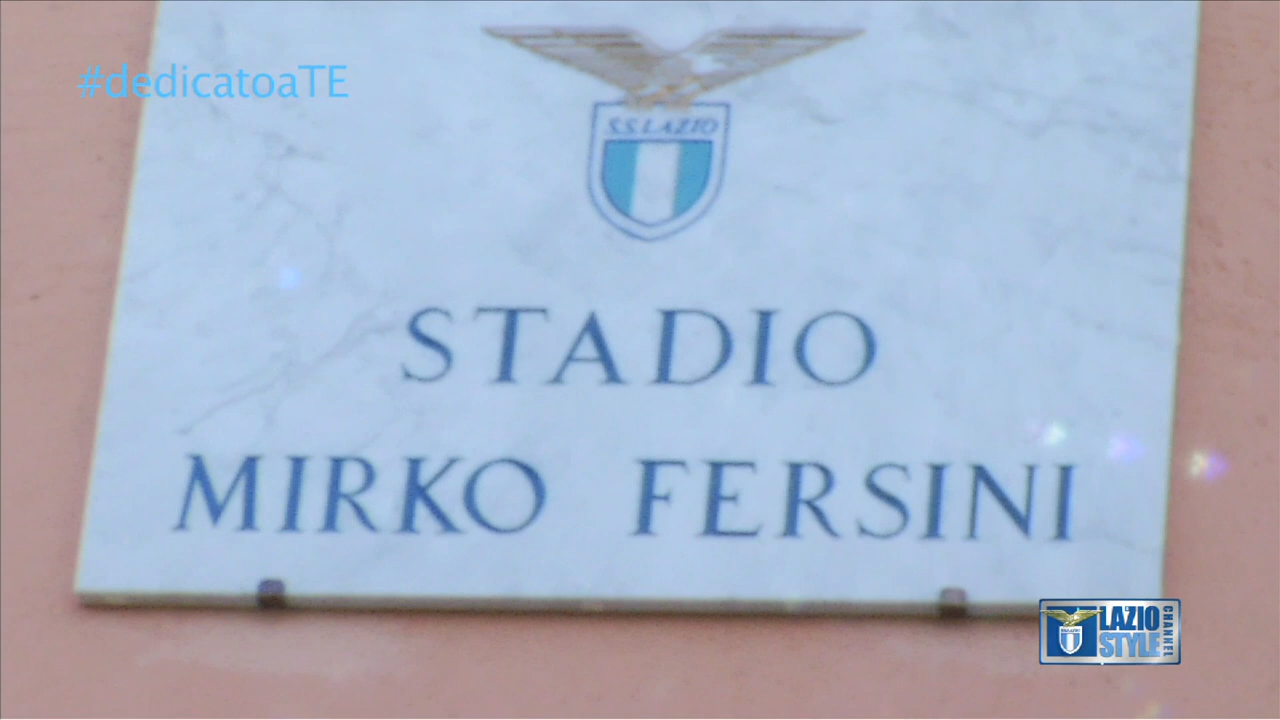 #dedicatoaTE
S.S. LAZIO
STADIO
MIRKO FERSINI
LAZIO
STYLE
CHANNEL